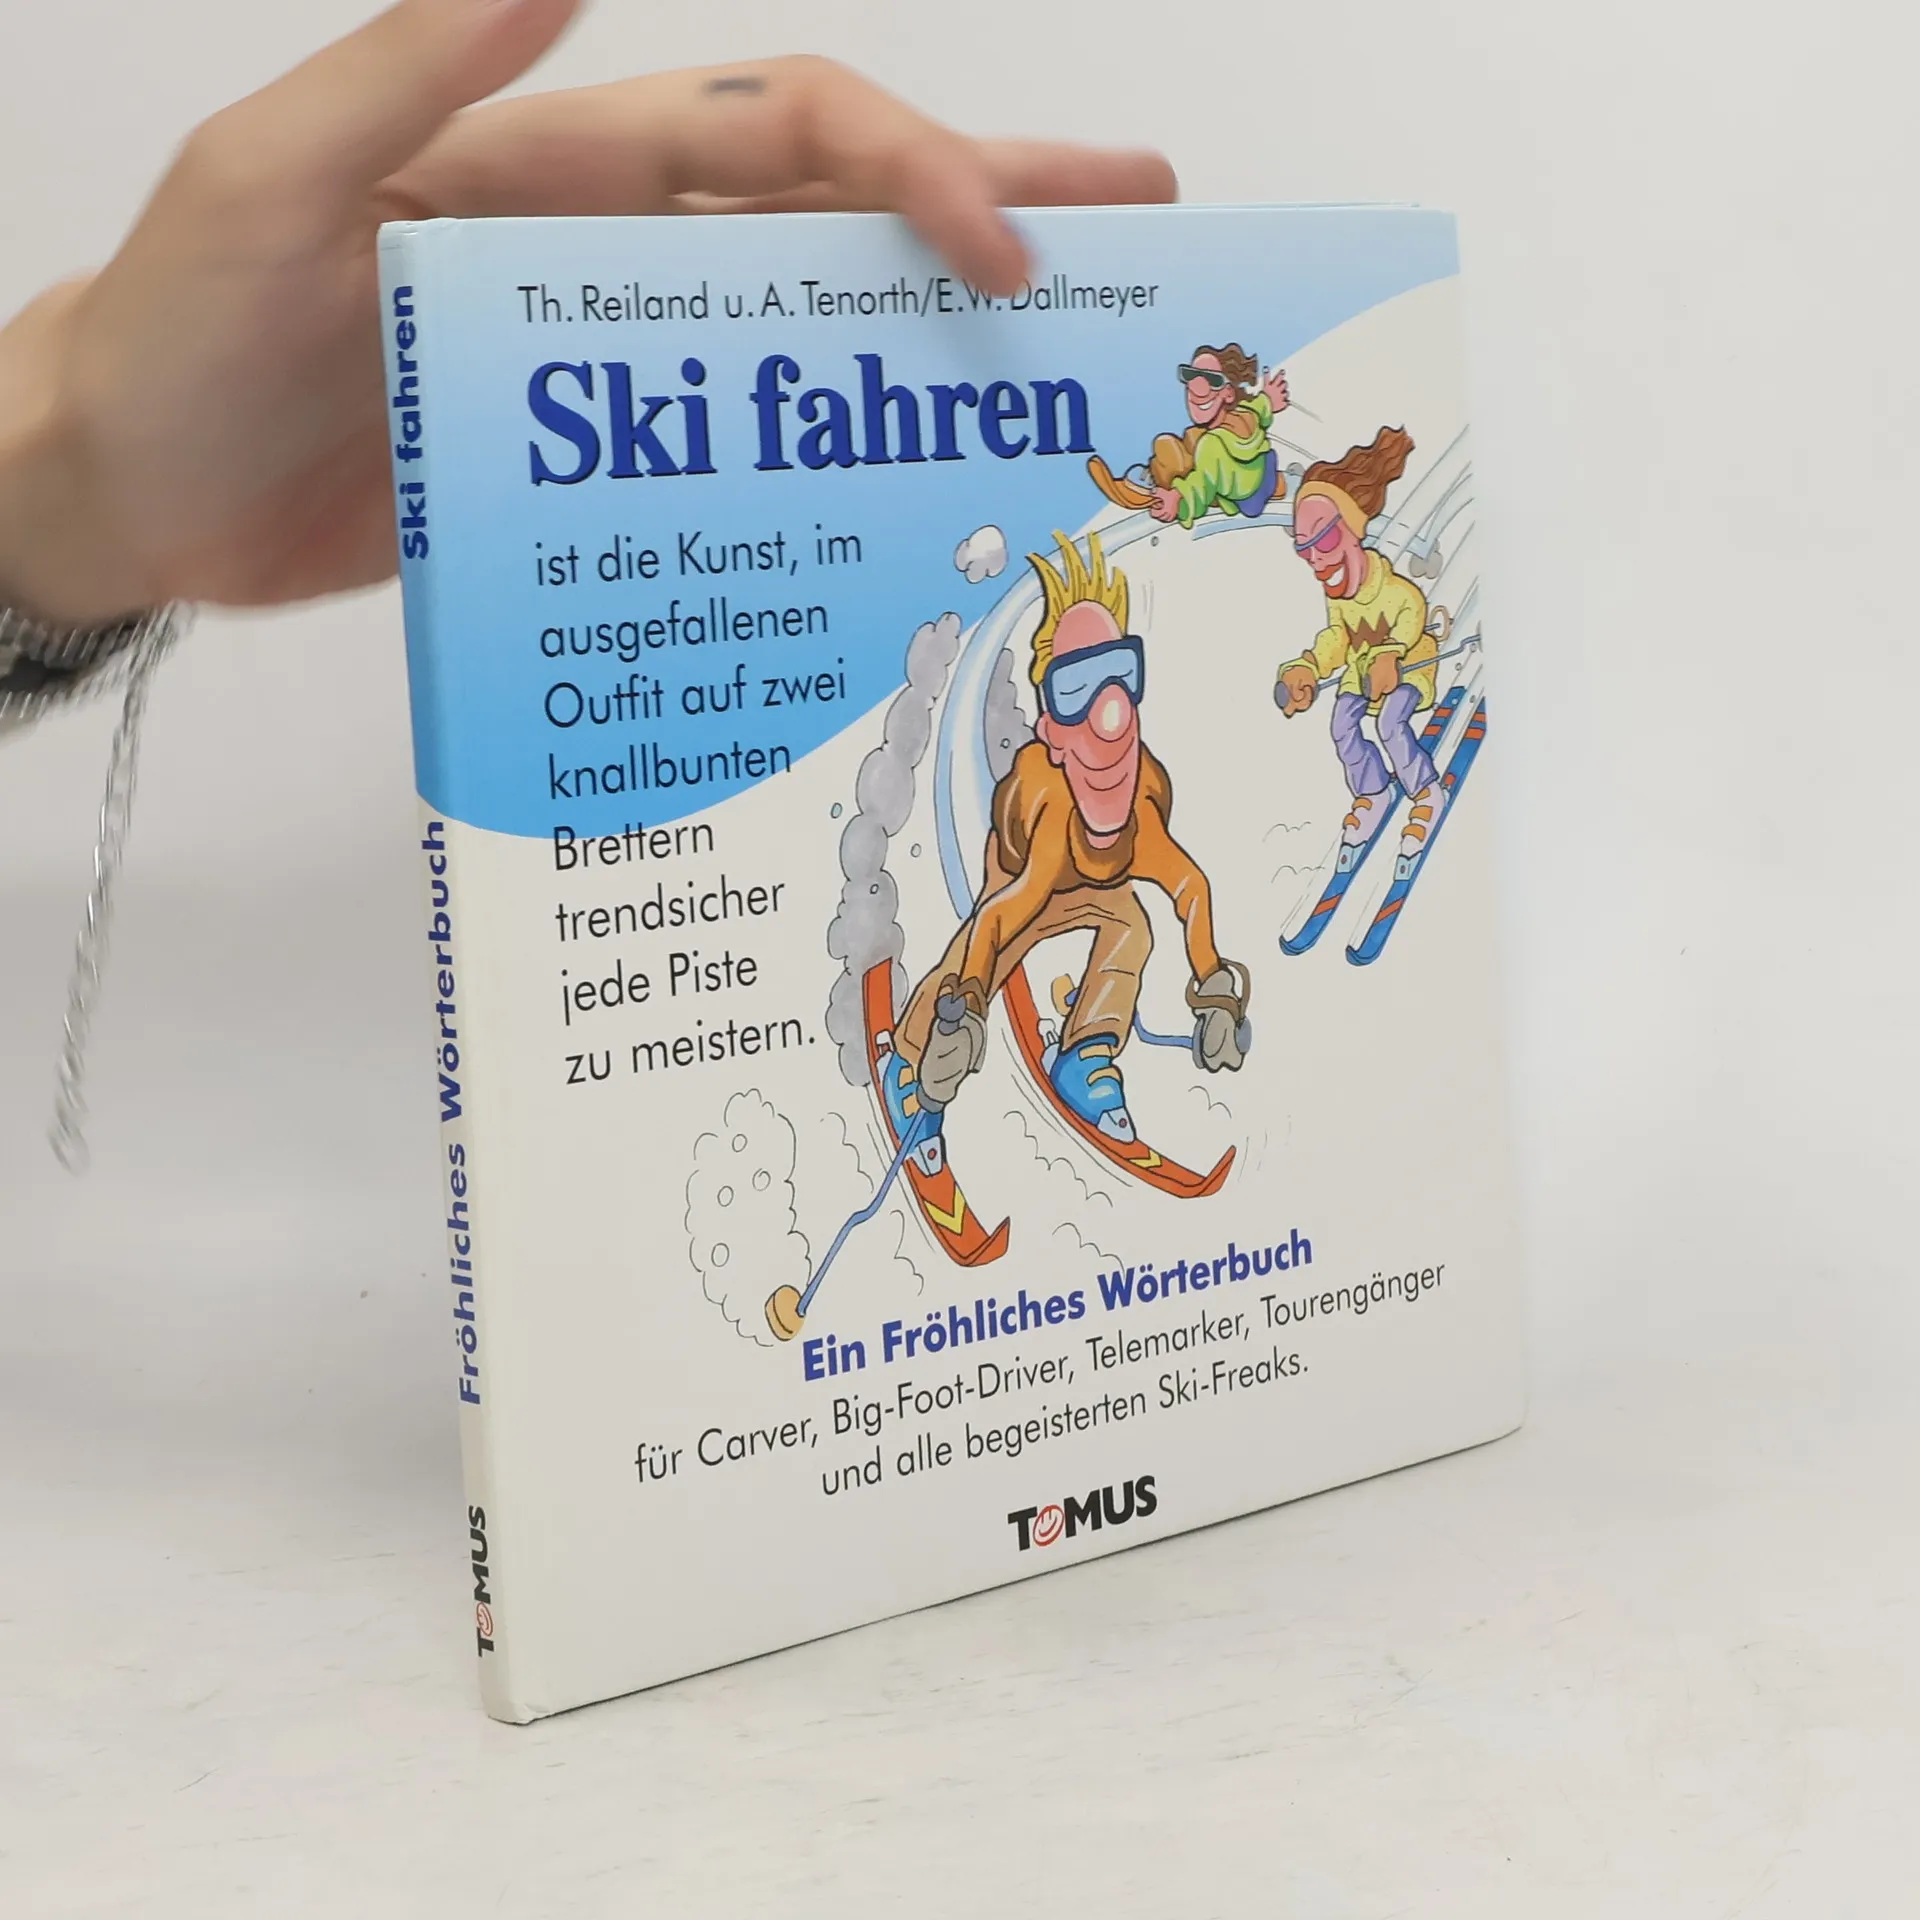 Th. Reiland u. A. Tenorth/E.W. Dallmeyer
Ski fahren
ist die Kunst, im
ausgefallenen
Outfit auf zwei
knallbunten
Brettern
trendsicher
jede Piste
zu meistern.
Ein Fröhliches Wörterbuch
für Carver, Big-Foot-Driver, Telemarker, Tourengänger
und alle begeisterten Ski-Freaks.
TOMUS
Ski fahren
Fröhliches Wörterbuch
TOMUS